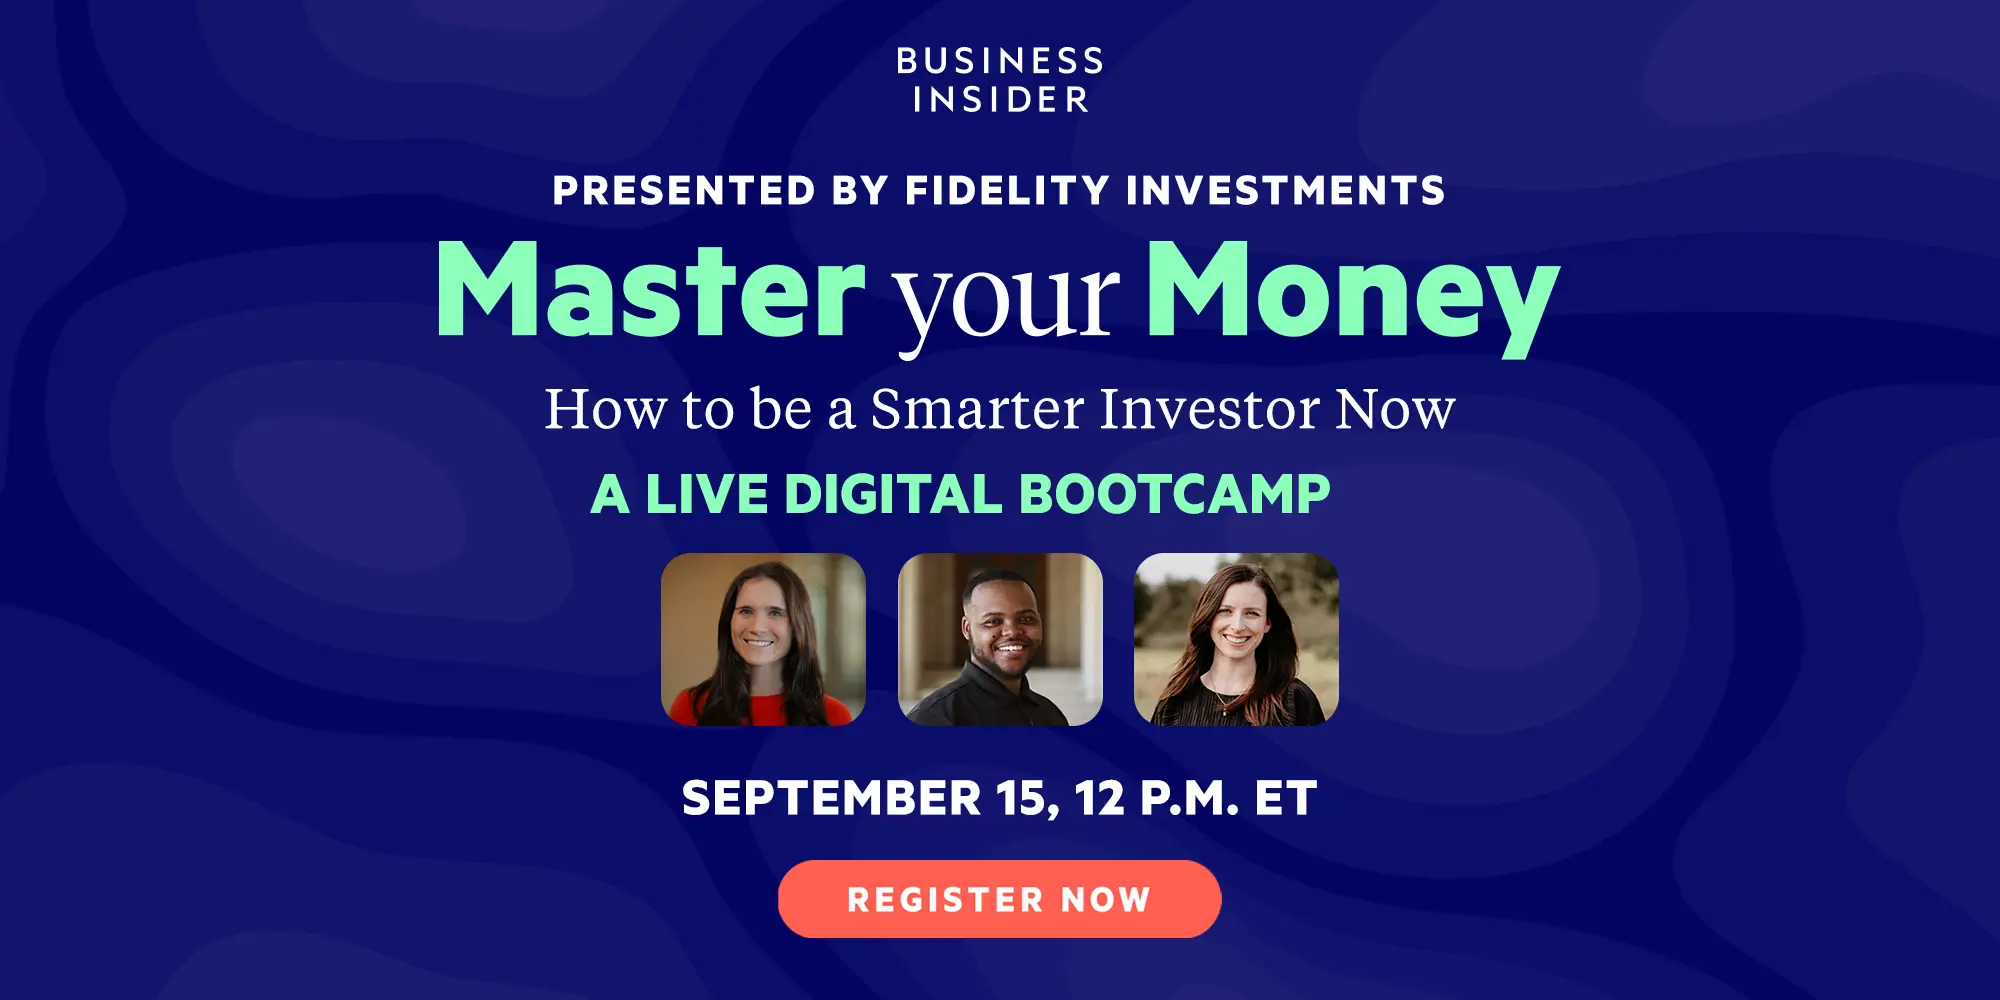 BUSINESS
INSIDER
PRESENTED BY FIDELITY INVESTMENTS
Master your Money
How to be a Smarter Investor Now
A LIVE DIGITAL BOOTCAMP
SEPTEMBER 15, 12 P.M. ET
REGISTER NOW